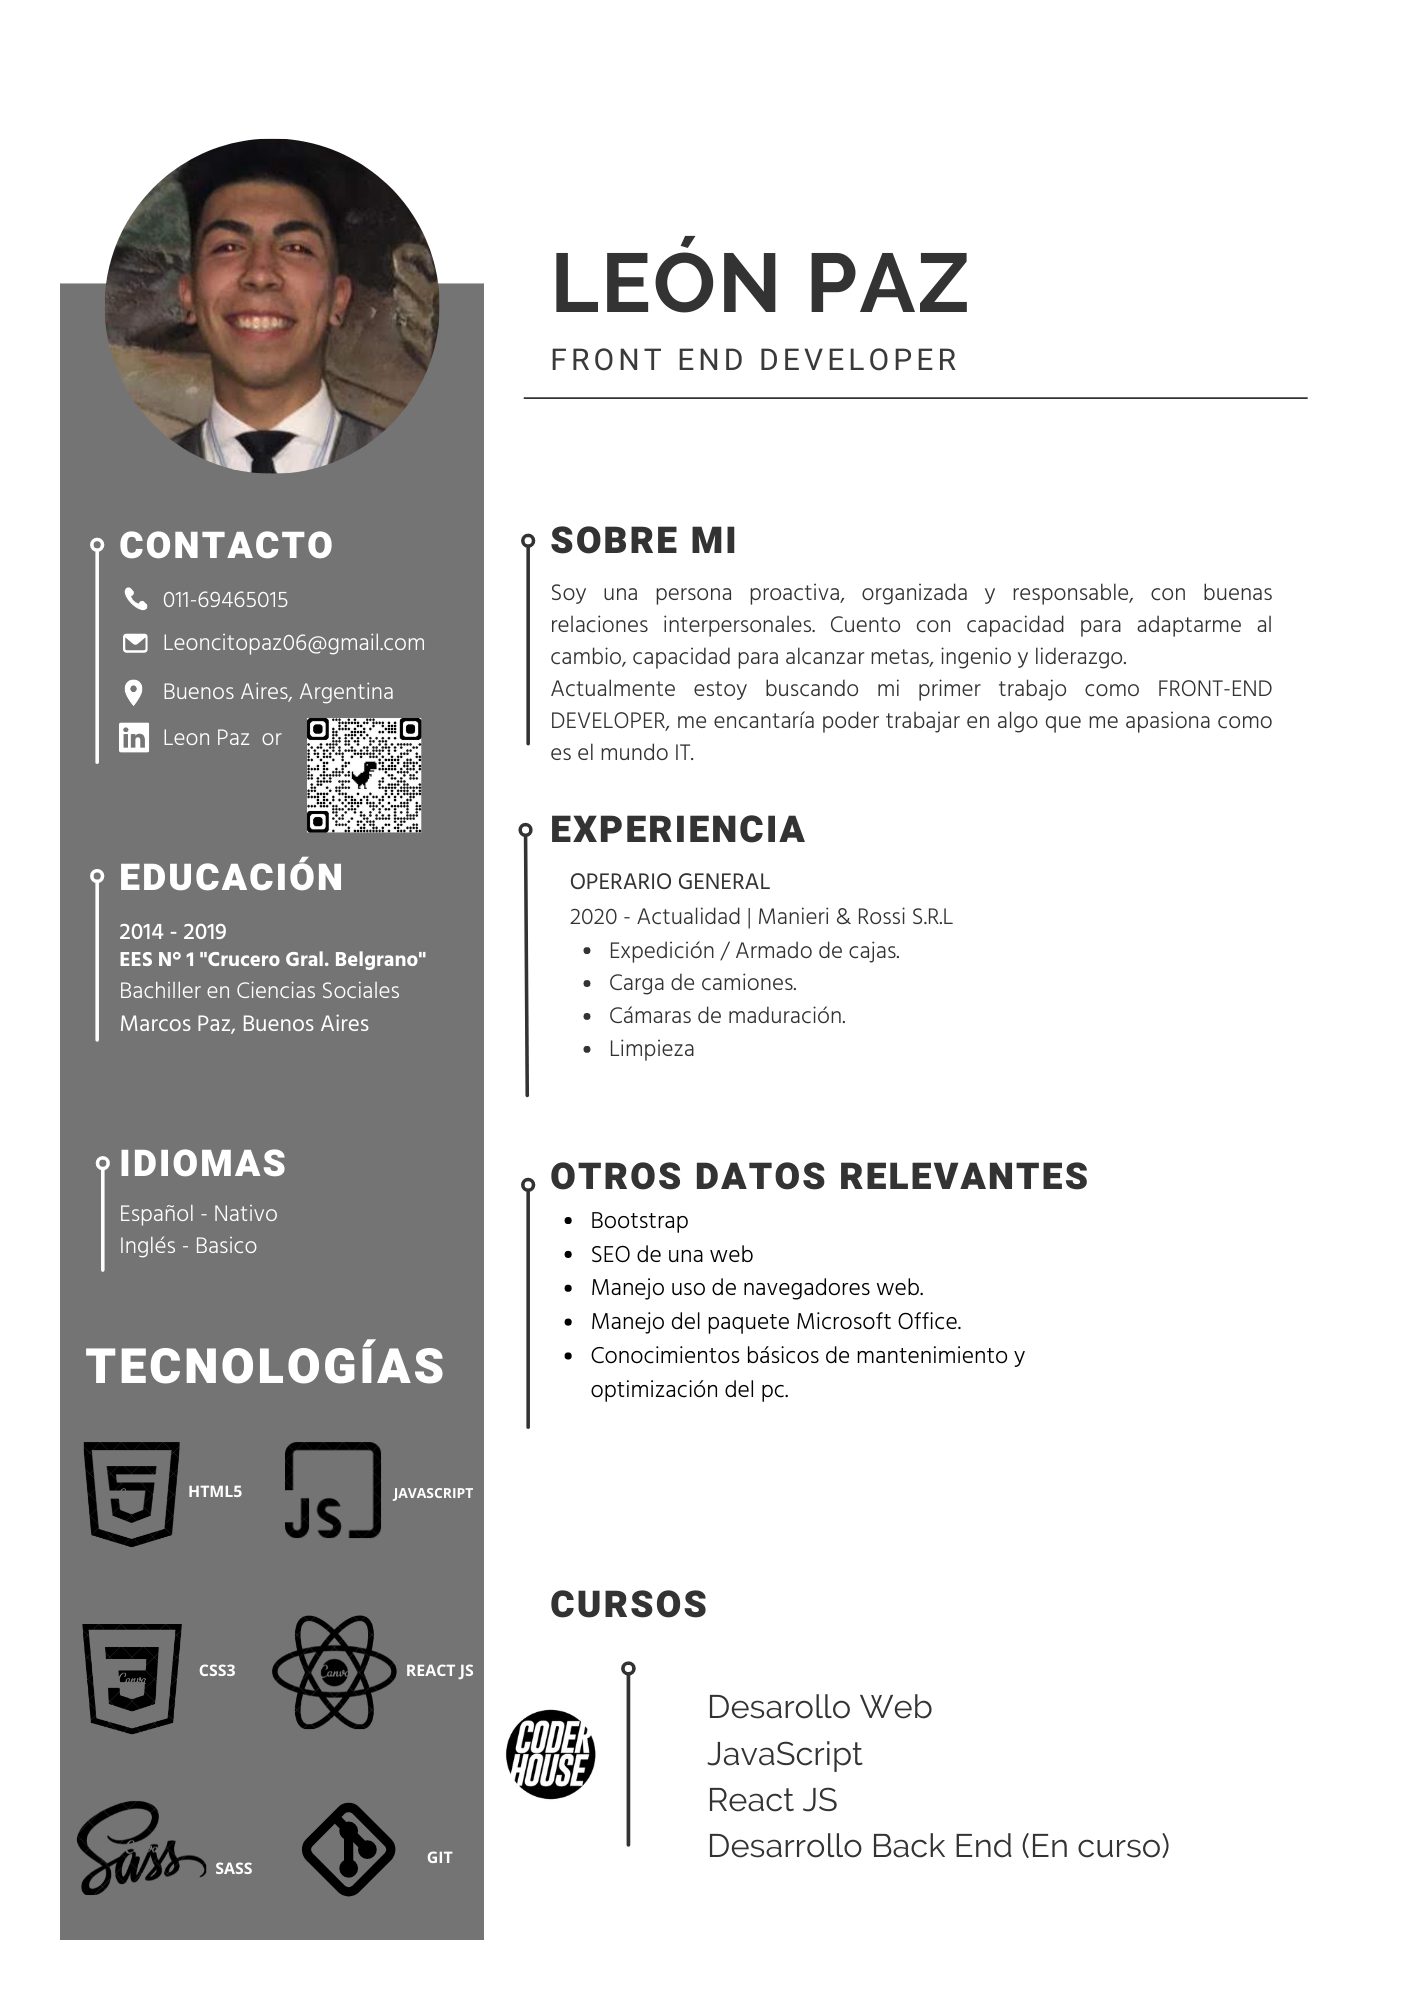 LEÓN PAZ
FRONT END DEVELOPER
CONTACTO
011-69465015
Leoncitopaz06@gmail.com
Buenos Aires, Argentina
in Leon Paz or
EDUCACIÓN
2014 - 2019
EES N° 1 "Crucero Gral. Belgrano"
Bachiller en Ciencias Sociales
Marcos Paz, Buenos Aires
IDIOMAS
Español - Nativo
Inglés - Basico
TECNOLOGÍAS
HTML5
JS JAVASCRIPT
CSS3
Canva
Canva
REACT JS
Sass SASS
GIT
SOBRE MI
Soy una persona proactiva, organizada y responsable, con buenas
relaciones interpersonales. Cuento con capacidad para adaptarme al
cambio, capacidad para alcanzar metas, ingenio y liderazgo.
Actualmente estoy buscando mi primer trabajo como FRONT-END
DEVELOPER, me encantaría poder trabajar en algo que me apasiona como
es el mundo IT.
EXPERIENCIA
OPERARIO GENERAL
2020 - Actualidad | Manieri & Rossi S.R.L
• Expedición / Armado de cajas.
• Carga de camiones.
• Cámaras de maduración.
• Limpieza
OTROS DATOS RELEVANTES
• Bootstrap
• SEO de una web
• Manejo uso de navegadores web.
• Manejo del paquete Microsoft Office.
• Conocimientos básicos de mantenimiento y
optimización del pc.
CURSOS
CODER
HOUSE
Desarollo Web
JavaScript
React JS
Desarrollo Back End (En curso)